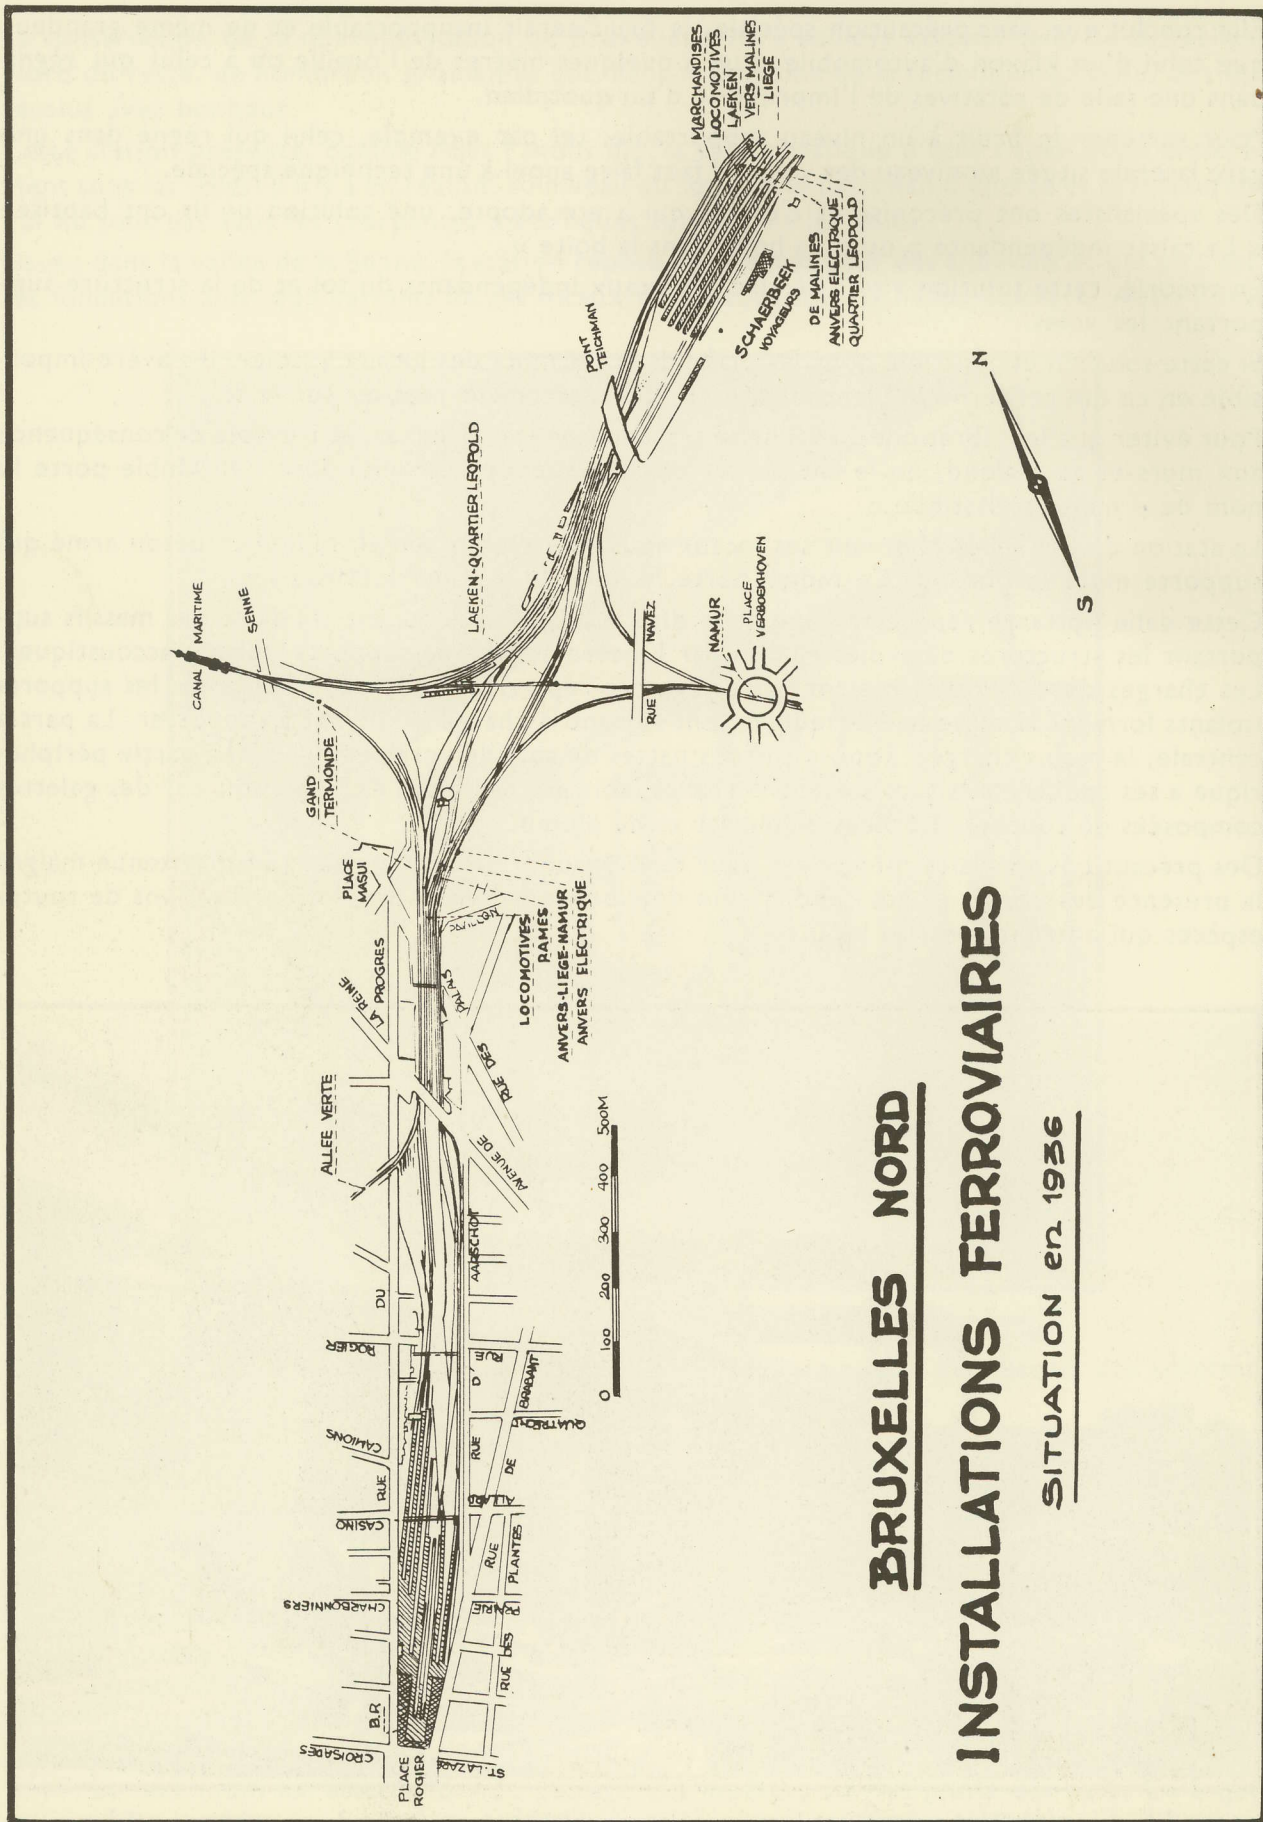 BRUXELLES NORD
INSTALLATIONS FERROVIAIRES
SITUATION en 1936
MARCHANDISES
LOCOMOTIVES
LAEKEN
VERS MALINES
LIEGE
DE MALINES
ANVERS ELECTRIQUE
QUARTIER LEOPOLD
SCHAERBEEK
VOYAGEURS
PONT
TEICHMAN
N
S
LAEKEN-QUARTIER LEOPOLD
CANAL MARITIME
SENNE
RUE NAVEZ
NAMUR
PLACE
VERBOEKHOVEN
GAND
TERMONDE
PLACE
MASUI
LOCOMOTIVES
RAMES
ANVERS-LIEGE-NAMUR
ANVERS ELECTRIQUE
LA REINE
PROGRES
PALAIS
RUE DES
AVENUE DE
ALLEE VERTE
AARSCHOT
DU
ROGIER
RUE
D'
BRABANT
QUATRECHT
CAMIONS
RUE
RUE
DE
CASINO
RUE
PLANTES
CHARBONNIERS
RUE DES
B.R
CROISADES
PLACE
ROGIER
ST. LAZARE
0 100 200 300 400 500M